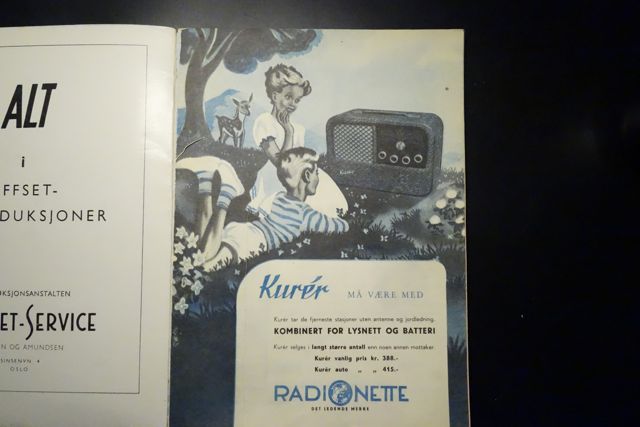 ALT
i
FFSET-
DUKSJONER
UKSJONSANSTALTEN
ET-SERVICE
N OG AMUNDSEN
SINSENVN 4
OSLO
Kurér
Kurér MÅ VÆRE MED
Kurér tar de fjerneste stasjoner uten antenne og jordledning.
KOMBINERT FOR LYSNETT OG BATTERI
Kurér selges i langt større antall enn noen annen mottaker
Kurér vanlig pris kr. 388.-
Kurér auto „ „ 415.-
RADIONETTE
DET LEDENDE MERKE